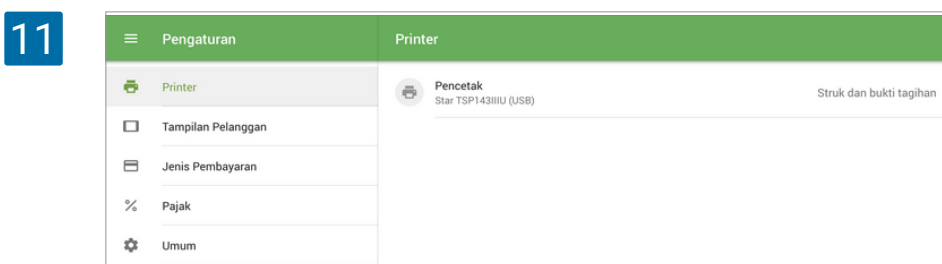 11
Pengaturan
Printer
Printer
Pencetak
Star TSP143IIIU (USB)
Struk dan bukti tagihan
Tampilan Pelanggan
Jenis Pembayaran
Pajak
Umum